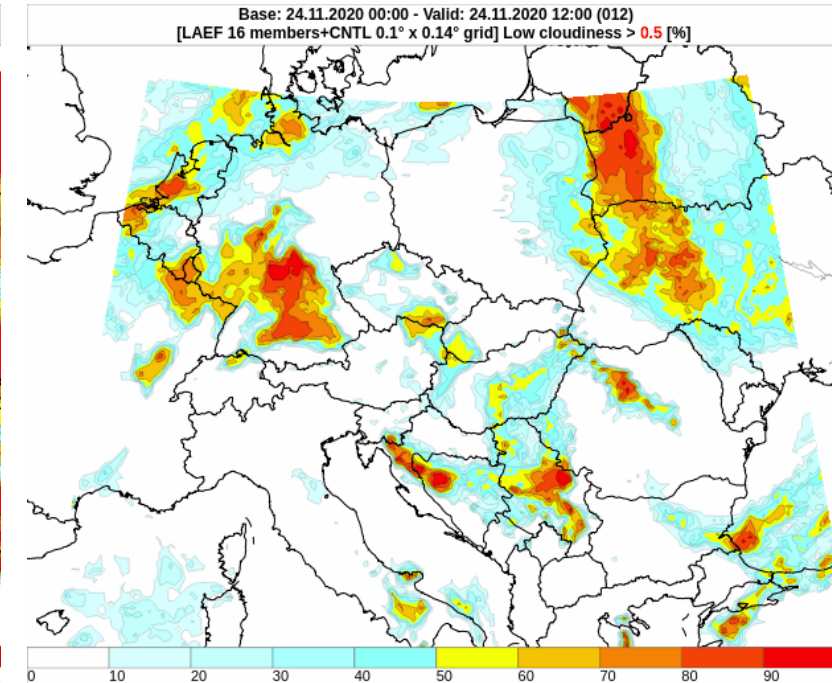 Base: 24.11.2020 00:00 - Valid: 24.11.2020 12:00 (012)
[LAEF 16 members+CNTL 0.1° x 0.14° grid] Low cloudiness > 0.5 [%]
0 10 20 30 40 50 60 70 80 90